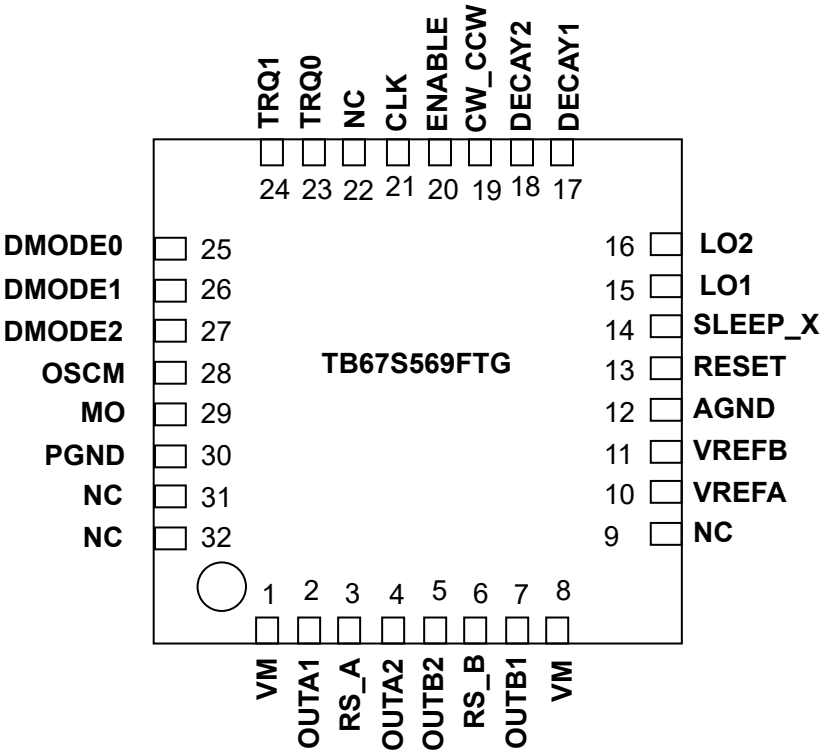 TRQ1
TRQ0
NC
CLK
ENABLE
CW_CCW
DECAY2
DECAY1
24 23 22 21 20 19 18 17
DMODE0 25 16 LO2
DMODE1 26 15 LO1
DMODE2 27 14 SLEEP_X
OSCM 28 TB67S569FTG 13 RESET
MO 29 12 AGND
PGND 30 11 VREFB
NC 31 10 VREFA
NC 32 9 NC
1 2 3 4 5 6 7 8
VM
OUTA1
RS_A
OUTA2
OUTB2
RS_B
OUTB1
VM